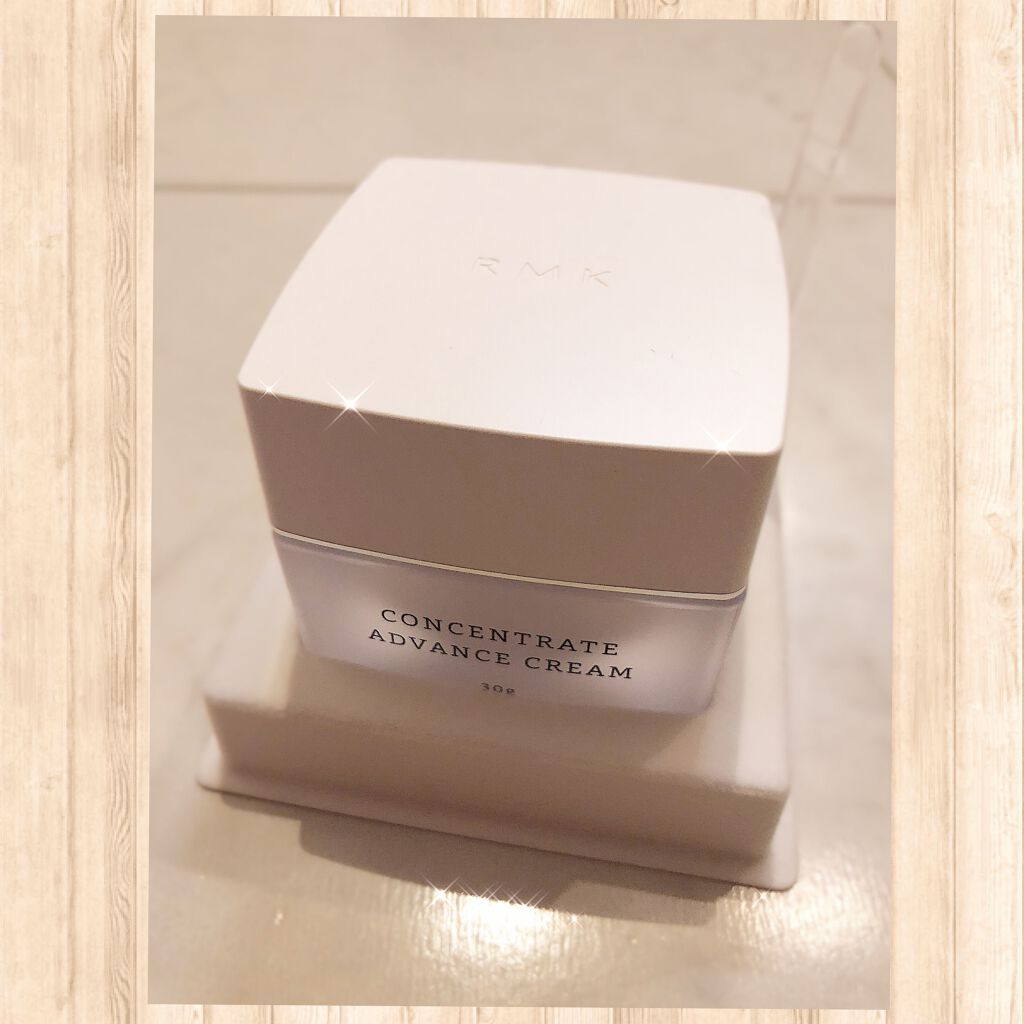 RMK
CONCENTRATE
ADVANCE CREAM
30g